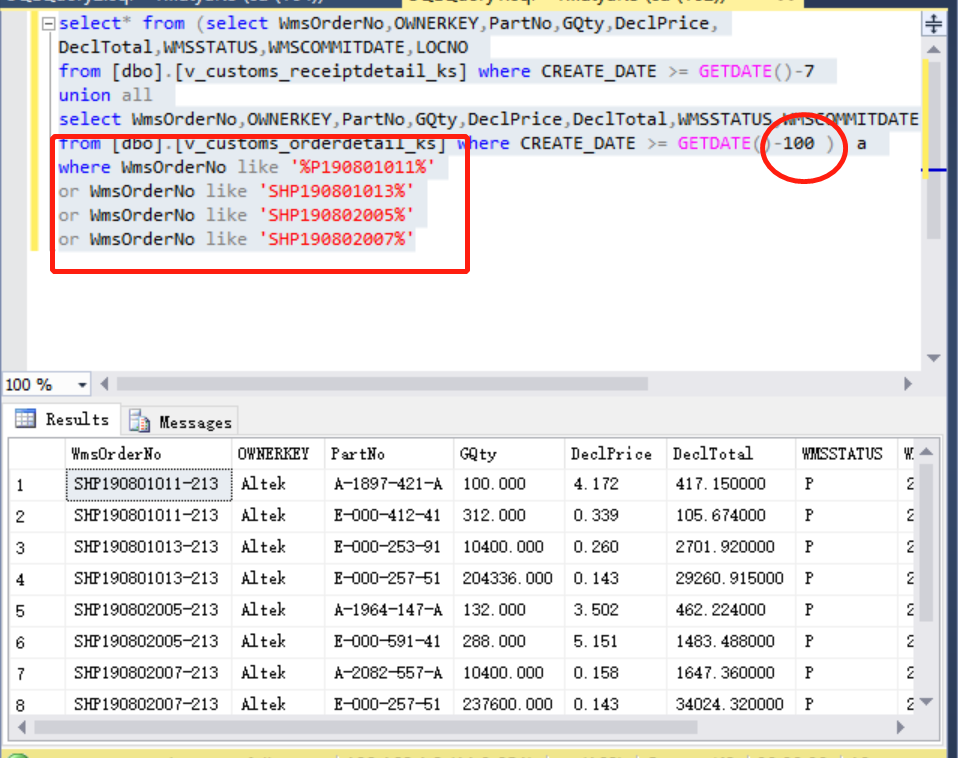 select* from (select WmsOrderNo,OWNERKEY,PartNo,GQty,DeclPrice,
DeclTotal,WMSSTATUS,WMSCOMMITDATE,LOCNO
from [dbo].[v_customs_receiptdetail_ks] where CREATE_DATE >= GETDATE()-7
union all
select WmsOrderNo,OWNERKEY,PartNo,GQty,DeclPrice,DeclTotal,WMSSTATUS,WMSCOMMITDATE
from [dbo].[v_customs_orderdetail_ks] where CREATE_DATE >= GETDATE()-100 ) a
where WmsOrderNo like '%P190801011%'
or WmsOrderNo like 'SHP190801013%'
or WmsOrderNo like 'SHP190802005%'
or WmsOrderNo like 'SHP190802007%'
100 %
Results Messages
WmsOrderNo OWNERKEY PartNo GQty DeclPrice DeclTotal WMSSTATUS
1 SHP190801011-213 Altek A-1897-421-A 100.000 4.172 417.150000 P 2
2 SHP190801011-213 Altek E-000-412-41 312.000 0.339 105.674000 P 2
3 SHP190801013-213 Altek E-000-253-91 10400.000 0.260 2701.920000 P 2
4 SHP190801013-213 Altek E-000-257-51 204336.000 0.143 29260.915000 P 2
5 SHP190802005-213 Altek A-1964-147-A 132.000 3.502 462.224000 P 2
6 SHP190802005-213 Altek E-000-591-41 288.000 5.151 1483.488000 P 2
7 SHP190802007-213 Altek A-2082-557-A 10400.000 0.158 1647.360000 P 2
8 SHP190802007-213 Altek E-000-257-51 237600.000 0.143 34024.320000 P 2